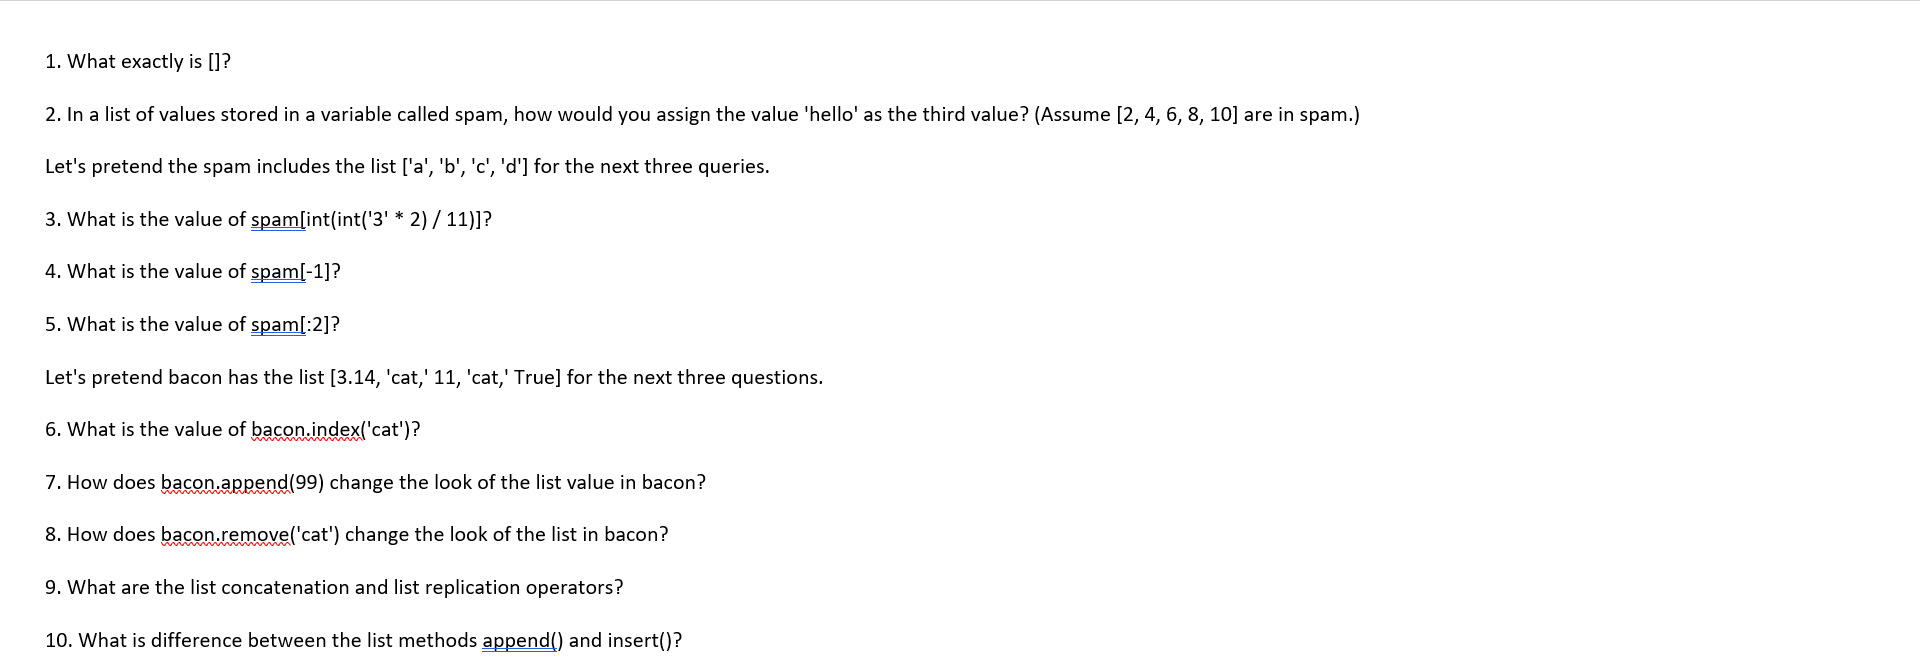 1. What exactly is []?
2. In a list of values stored in a variable called spam, how would you assign the value 'hello' as the third value? (Assume [2, 4, 6, 8, 10] are in spam.)
Let's pretend the spam includes the list ['a', 'b', 'c', 'd'] for the next three queries.
3. What is the value of spam[int(int('3' * 2) / 11)]?
4. What is the value of spam[-1]?
5. What is the value of spam[:2]?
Let's pretend bacon has the list [3.14, 'cat,' 11, 'cat,' True] for the next three questions.
6. What is the value of bacon.index('cat')?
7. How does bacon.append(99) change the look of the list value in bacon?
8. How does bacon.remove('cat') change the look of the list in bacon?
9. What are the list concatenation and list replication operators?
10. What is difference between the list methods append() and insert()?